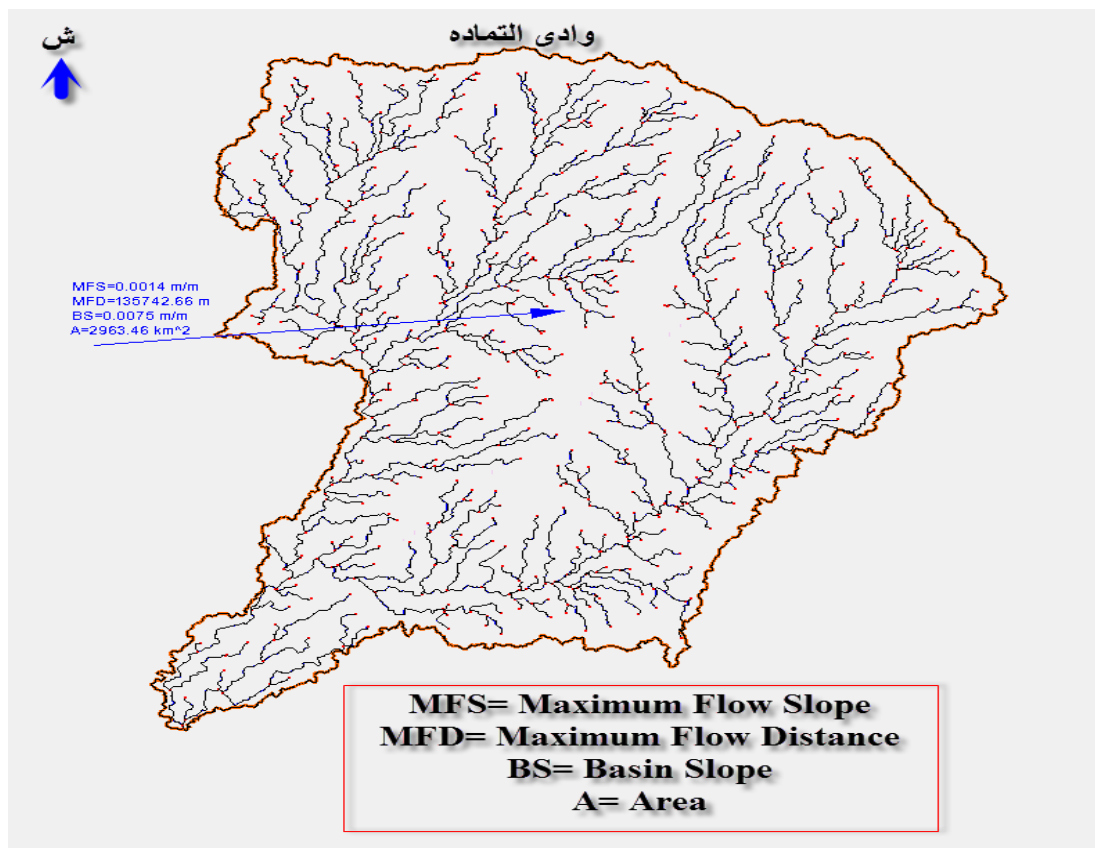 وادى التماده
ش
MFS=0.0014 m/m
MFD=135742.66 m
BS=0.0075 m/m
A=2963.46 km^2
MFS= Maximum Flow Slope
MFD= Maximum Flow Distance
BS= Basin Slope
A= Area